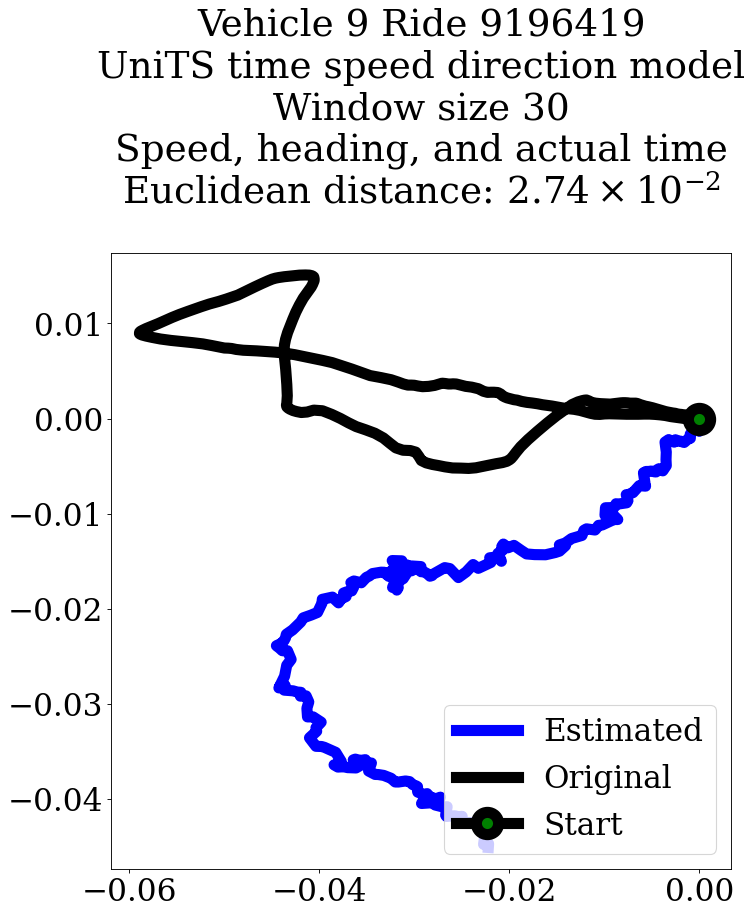 Vehicle 9 Ride 9196419
UniTS time speed direction model
Window size 30
Speed, heading, and actual time
Euclidean distance: 2.74 × 10⁻²
0.01
0.00
−0.01
−0.02
−0.03
−0.04
Estimated
Original
Start
−0.06
−0.04
−0.02
0.00